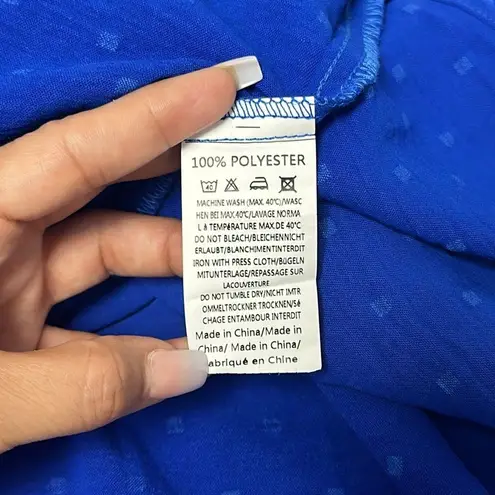 100% POLYESTER
40
MACHINE WASH (MAX. 40℃)/WASC
HEN BEI MAX.40℃/LAVAGE NORMA
L à TEMPéRATURE MAX.DE 40℃
DO NOT BLEACH/BLEICHENNICHT
ERLAUBT/BLANCHIMENTINTERDIT
IRON WITH PRESS CLOTH/BüGELN
MITUNTERLAGE/REPASSAGE SUR
LACOUVERTURE
DO NOT TUMBLE DRY/NICHT IMTR
OMMELTROCKNER TROCKNEN/Sé
CHAGE ENTAMBOUR INTERDIT
Made in China/Made in
China/ Made in China/
Fabriqué en Chine